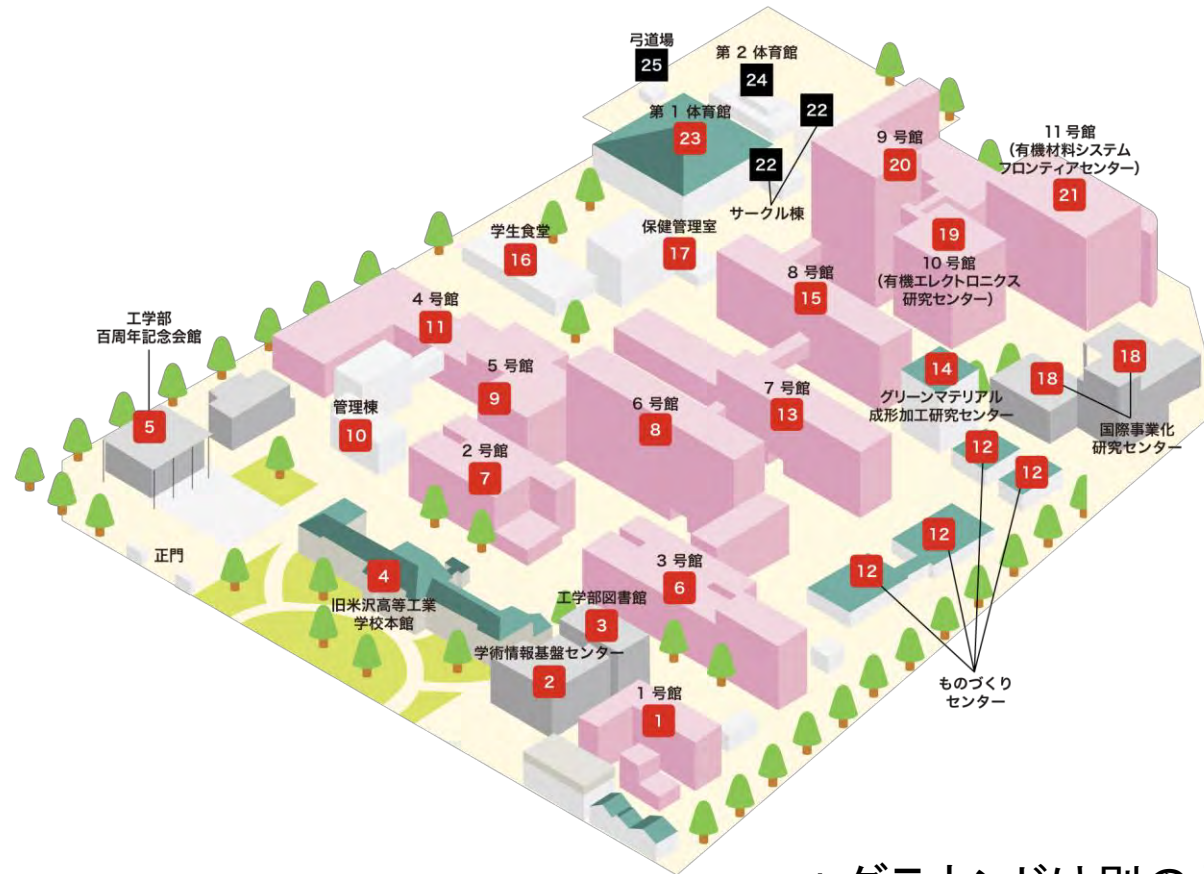 弓道場
25
第 2 体育館
24
22
第 1 体育館
23
22
サークル棟
9 号館
20
11 号館
(有機材料システム
フロンティアセンター)
21
19
10 号館
(有機エレクトロニクス
研究センター)
学生食堂
16
保健管理室
17
8 号館
15
4 号館
11
工学部
百周年記念会館
5
5 号館
9
管理棟
10
6 号館
8
7 号館
13
14
グリーンマテリアル
成形加工研究センター
18
18
国際事業化
研究センター
12
12
12
12
ものづくり
センター
2 号館
7
正門
4
旧米沢高等工業
学校本館
3 号館
6
工学部図書館
3
学術情報基盤センター
2
1 号館
1